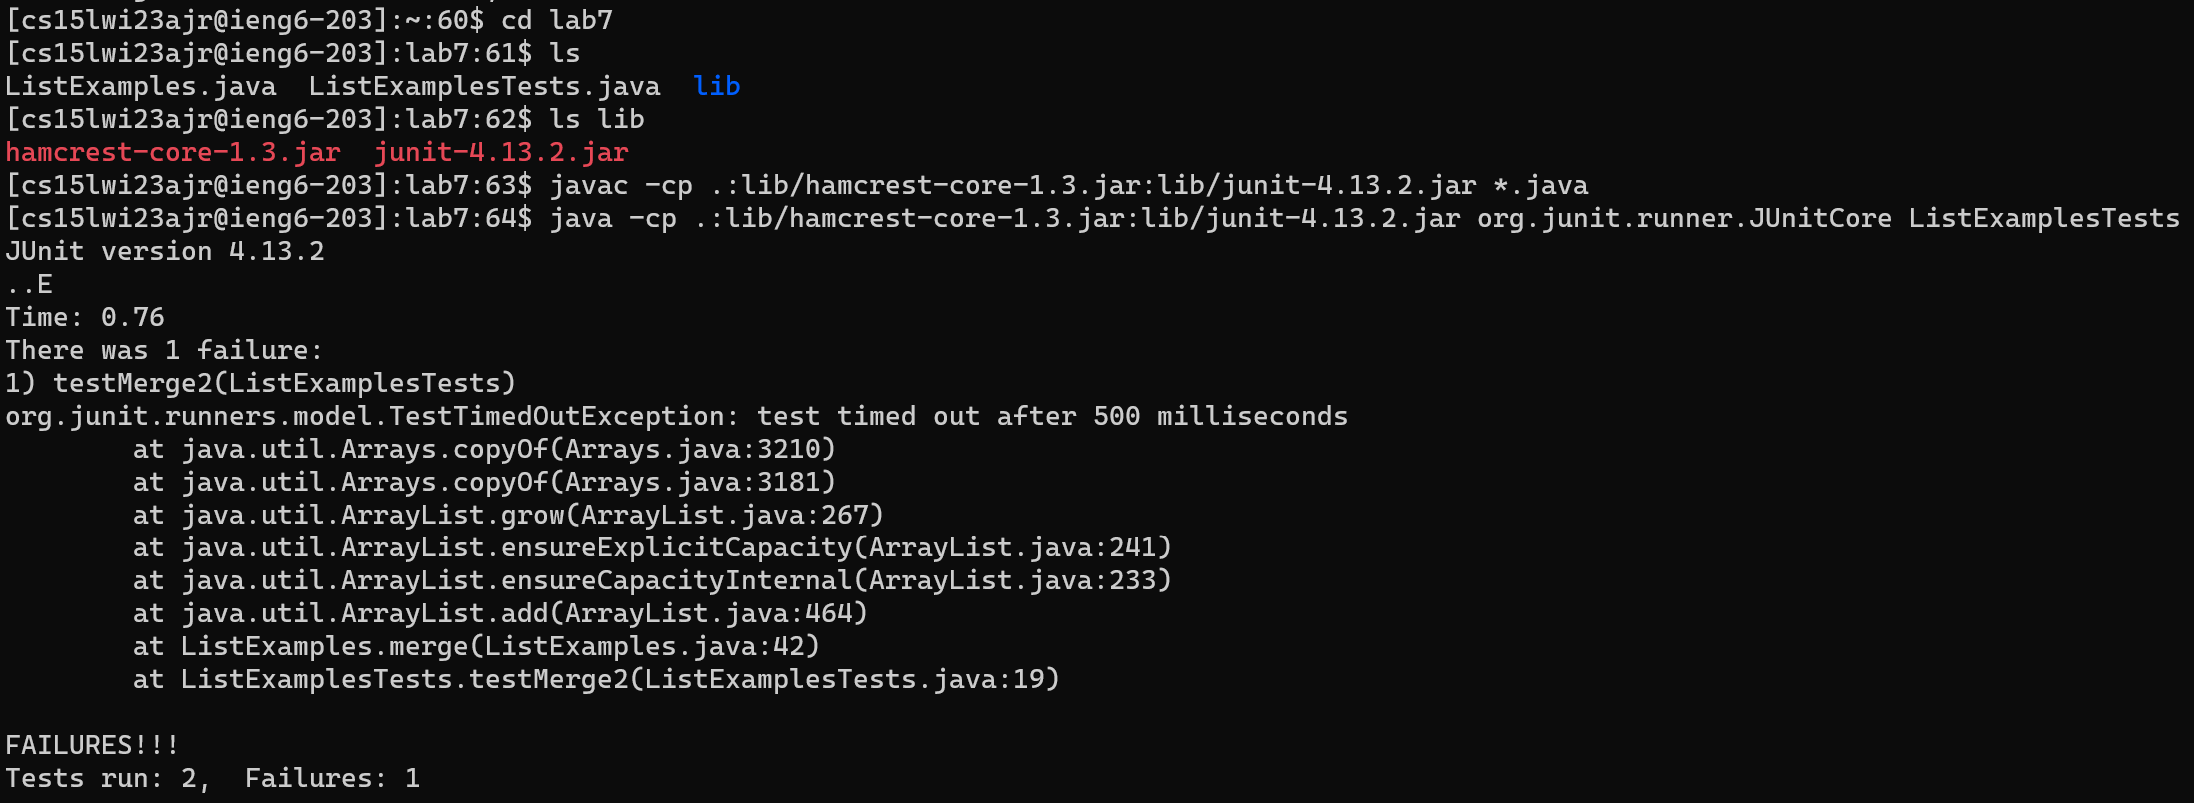 [cs15lwi23ajr@ieng6-203]:~:60$ cd lab7
[cs15lwi23ajr@ieng6-203]:lab7:61$ ls
ListExamples.java  ListExamplesTests.java  lib
[cs15lwi23ajr@ieng6-203]:lab7:62$ ls lib
hamcrest-core-1.3.jar  junit-4.13.2.jar
[cs15lwi23ajr@ieng6-203]:lab7:63$ javac -cp .:lib/hamcrest-core-1.3.jar:lib/junit-4.13.2.jar *.java
[cs15lwi23ajr@ieng6-203]:lab7:64$ java -cp .:lib/hamcrest-core-1.3.jar:lib/junit-4.13.2.jar org.junit.runner.JUnitCore ListExamplesTests
JUnit version 4.13.2
..E
Time: 0.76
There was 1 failure:
1) testMerge2(ListExamplesTests)
org.junit.runners.model.TestTimedOutException: test timed out after 500 milliseconds
        at java.util.Arrays.copyOf(Arrays.java:3210)
        at java.util.Arrays.copyOf(Arrays.java:3181)
        at java.util.ArrayList.grow(ArrayList.java:267)
        at java.util.ArrayList.ensureExplicitCapacity(ArrayList.java:241)
        at java.util.ArrayList.ensureCapacityInternal(ArrayList.java:233)
        at java.util.ArrayList.add(ArrayList.java:464)
        at ListExamples.merge(ListExamples.java:42)
        at ListExamplesTests.testMerge2(ListExamplesTests.java:19)

FAILURES!!!
Tests run: 2,  Failures: 1